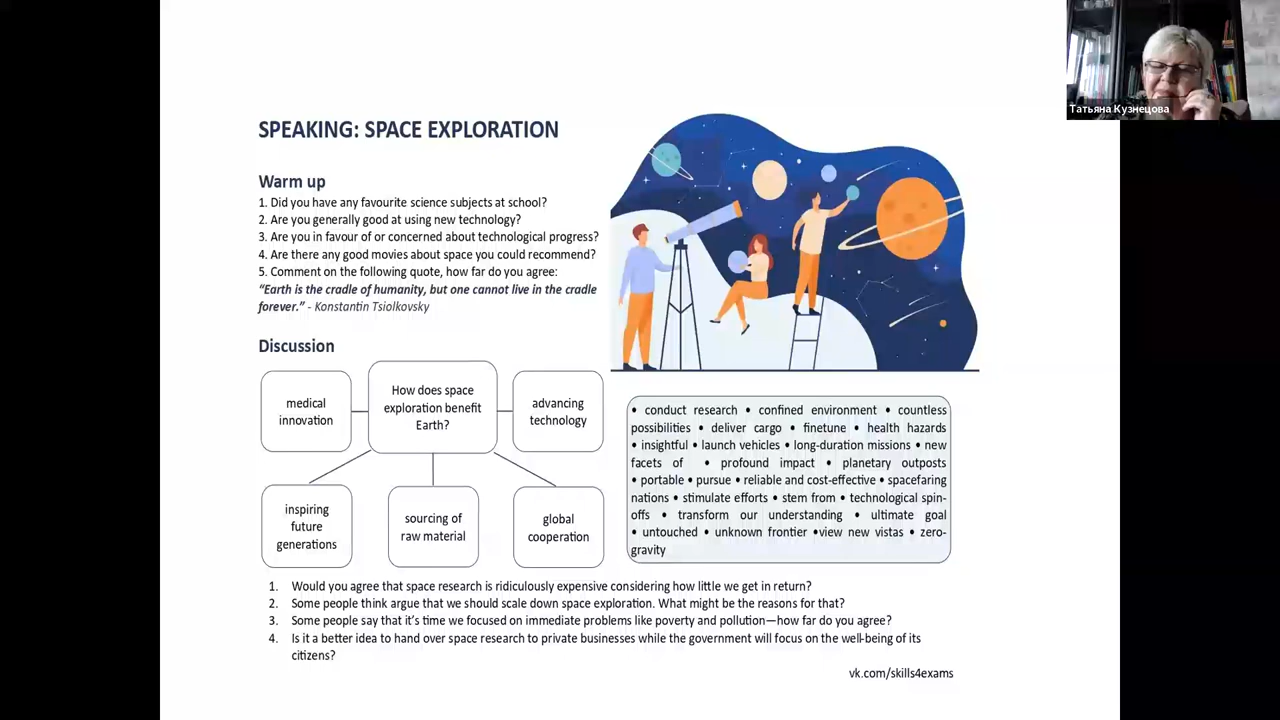 Татьяна Кузнецова
SPEAKING: SPACE EXPLORATION
Warm up
1. Did you have any favourite science subjects at school?
2. Are you generally good at using new technology?
3. Are you in favour of or concerned about technological progress?
4. Are there any good movies about space you could recommend?
5. Comment on the following quote, how far do you agree:
“Earth is the cradle of humanity, but one cannot live in the cradle
forever.” - Konstantin Tsiolkovsky
Discussion
medical
innovation
How does space
exploration benefit
Earth?
advancing
technology
inspiring
future
generations
sourcing of
raw material
global
cooperation
• conduct research • confined environment • countless
possibilities • deliver cargo • finetune • health hazards
• insightful • launch vehicles • long-duration missions • new
facets of • profound impact • planetary outposts
• portable • pursue • reliable and cost-effective • spacefaring
nations • stimulate efforts • stem from • technological spin-
offs • transform our understanding • ultimate goal
• untouched • unknown frontier •view new vistas • zero-
gravity
1. Would you agree that space research is ridiculously expensive considering how little we get in return?
2. Some people think argue that we should scale down space exploration. What might be the reasons for that?
3. Some people say that it’s time we focused on immediate problems like poverty and pollution—how far do you agree?
4. Is it a better idea to hand over space research to private businesses while the government will focus on the well-being of its
citizens?
vk.com/skills4exams